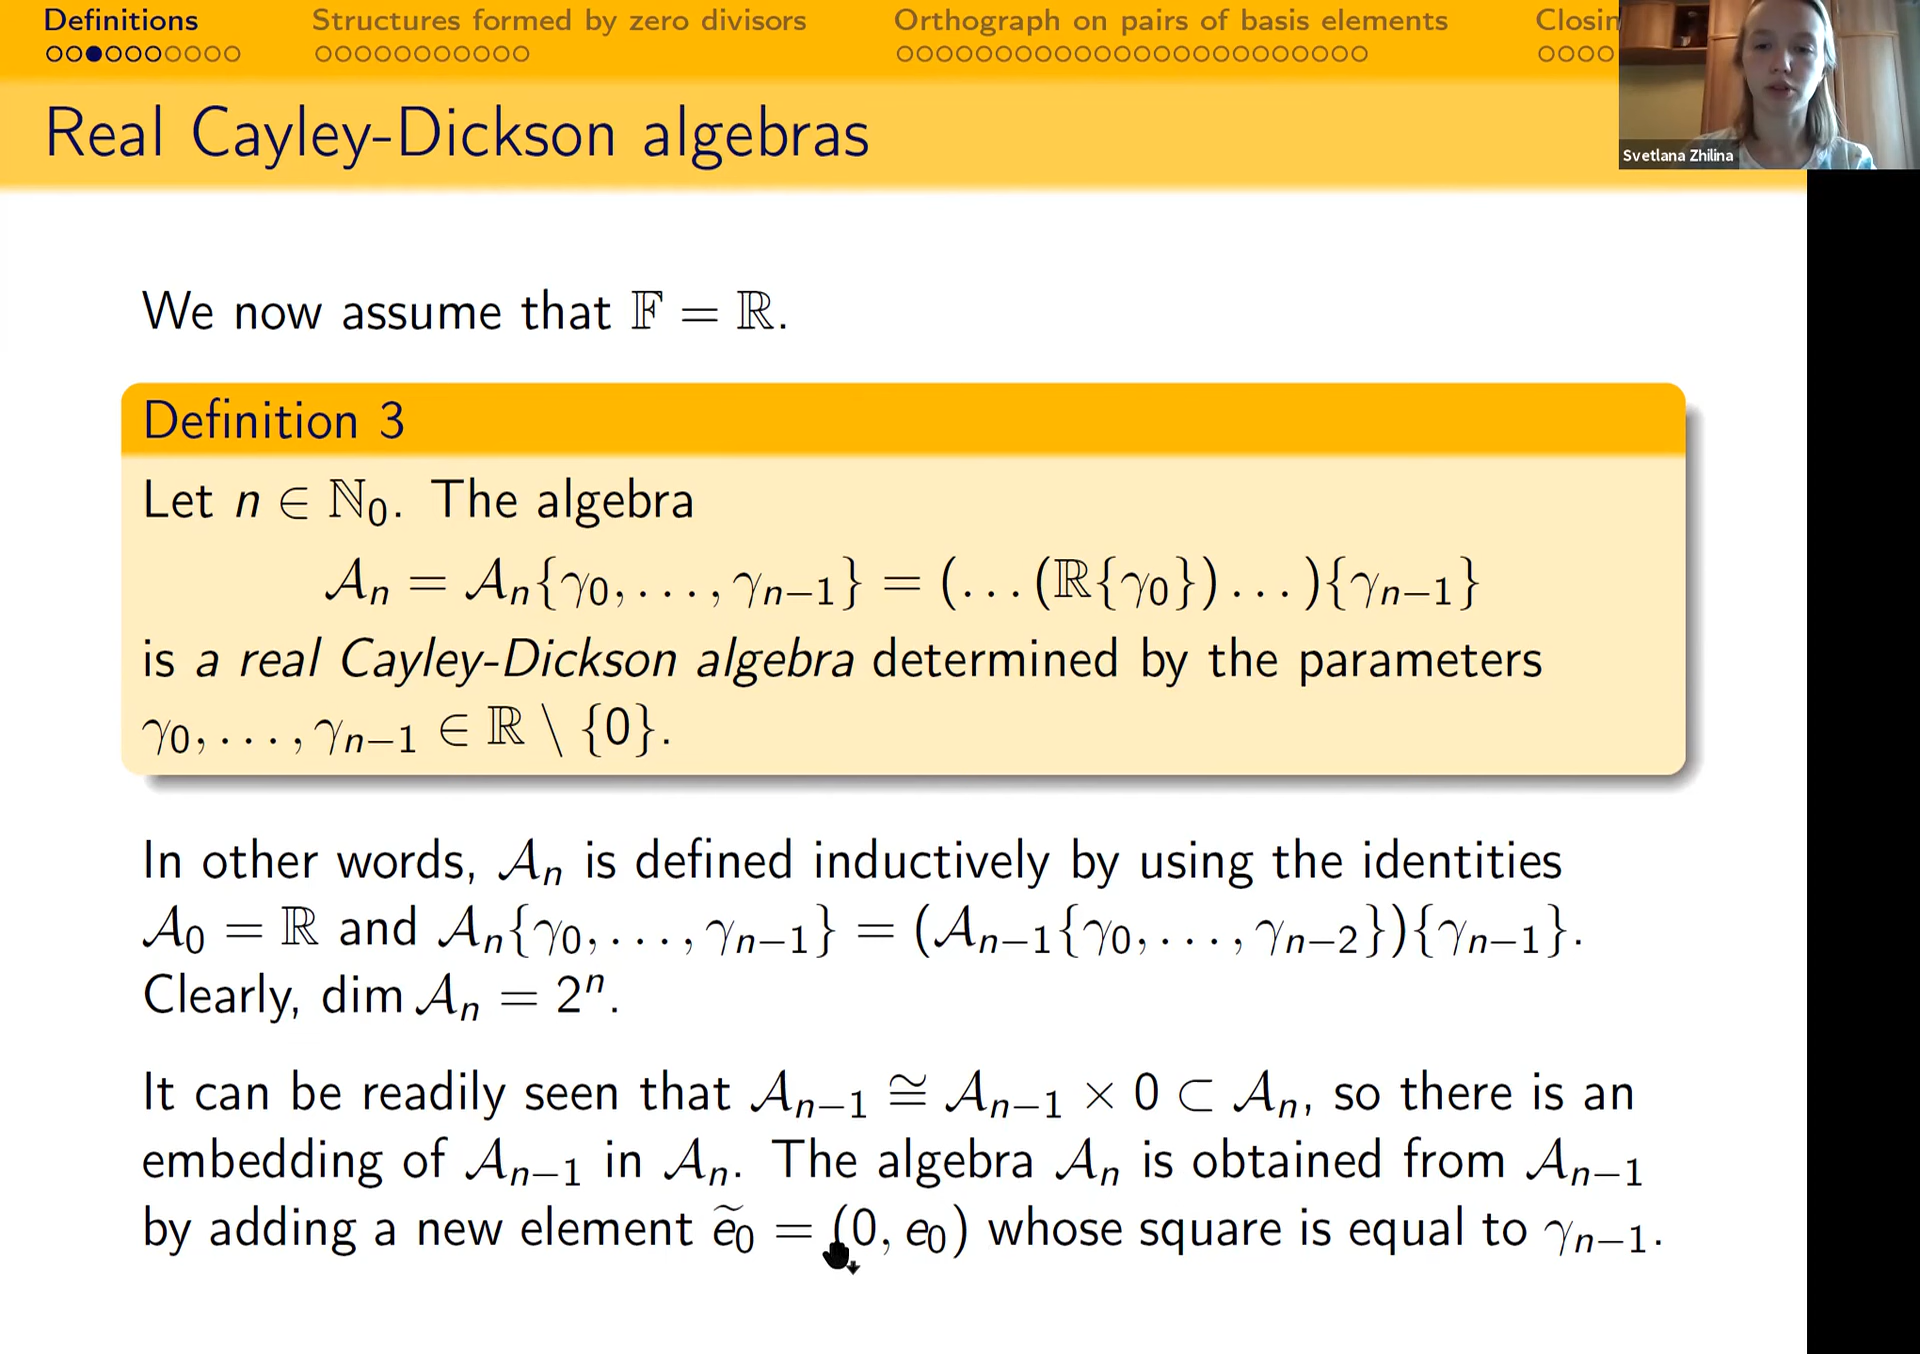 Definitions Structures formed by zero divisors Orthograph on pairs of basis elements
Real Cayley-Dickson algebras
Svetlana Zhilina
We now assume that 𝔽 = ℝ.
Definition 3
Let n ∈ ℕ₀. The algebra
𝒜ₙ = 𝒜ₙ{γ₀, . . . , γₙ₋₁} = (. . . (ℝ{γ₀}) . . . ){γₙ₋₁}
is a real Cayley-Dickson algebra determined by the parameters
γ₀, . . . , γₙ₋₁ ∈ ℝ \ {0}.
In other words, 𝒜ₙ is defined inductively by using the identities
𝒜₀ = ℝ and 𝒜ₙ{γ₀, . . . , γₙ₋₁} = (𝒜ₙ₋₁{γ₀, . . . , γₙ₋₂}){γₙ₋₁}.
Clearly, dim 𝒜ₙ = 2ⁿ.
It can be readily seen that 𝒜ₙ₋₁ ≅ 𝒜ₙ₋₁ × 0 ⊂ 𝒜ₙ, so there is an
embedding of 𝒜ₙ₋₁ in 𝒜ₙ. The algebra 𝒜ₙ is obtained from 𝒜ₙ₋₁
by adding a new element ẽ₀ = (0, e₀) whose square is equal to γₙ₋₁.